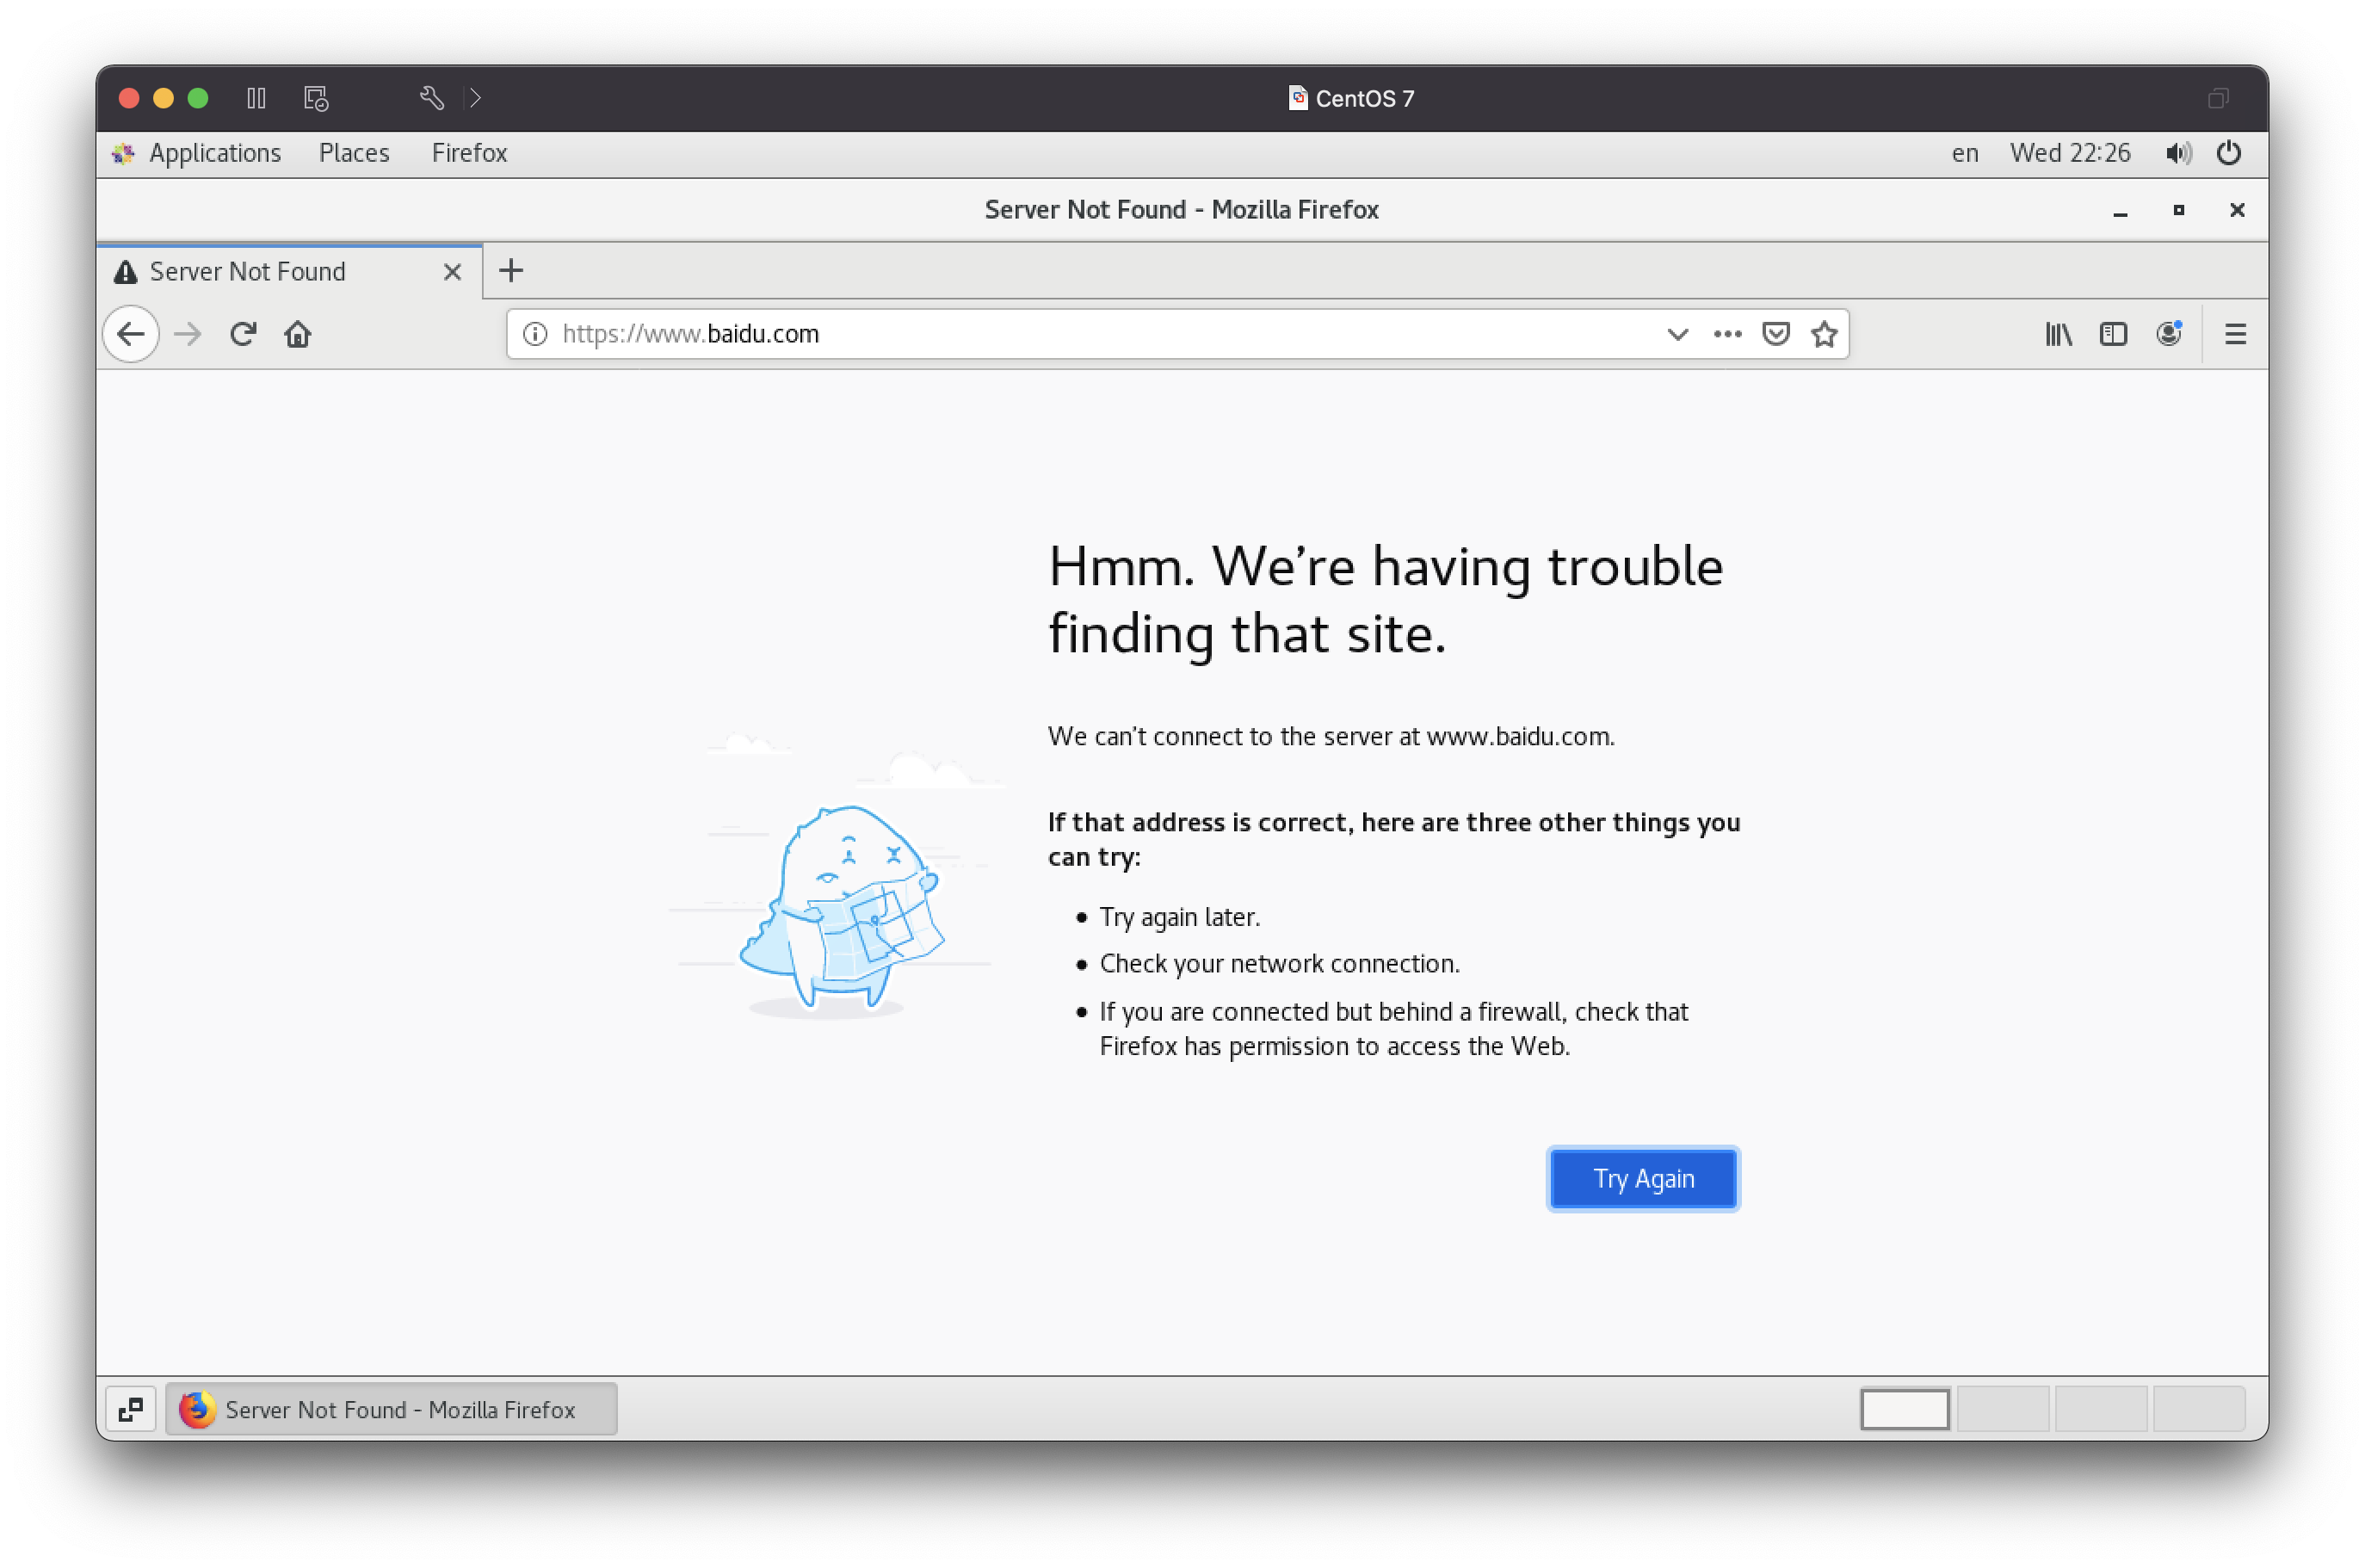 CentOS 7
Applications Places Firefox en Wed 22:26
Server Not Found - Mozilla Firefox
Server Not Found
https://www.baidu.com
Hmm. We’re having trouble
finding that site.
We can’t connect to the server at www.baidu.com.
If that address is correct, here are three other things you
can try:
Try again later.
Check your network connection.
If you are connected but behind a firewall, check that
Firefox has permission to access the Web.
Try Again
Server Not Found - Mozilla Firefox